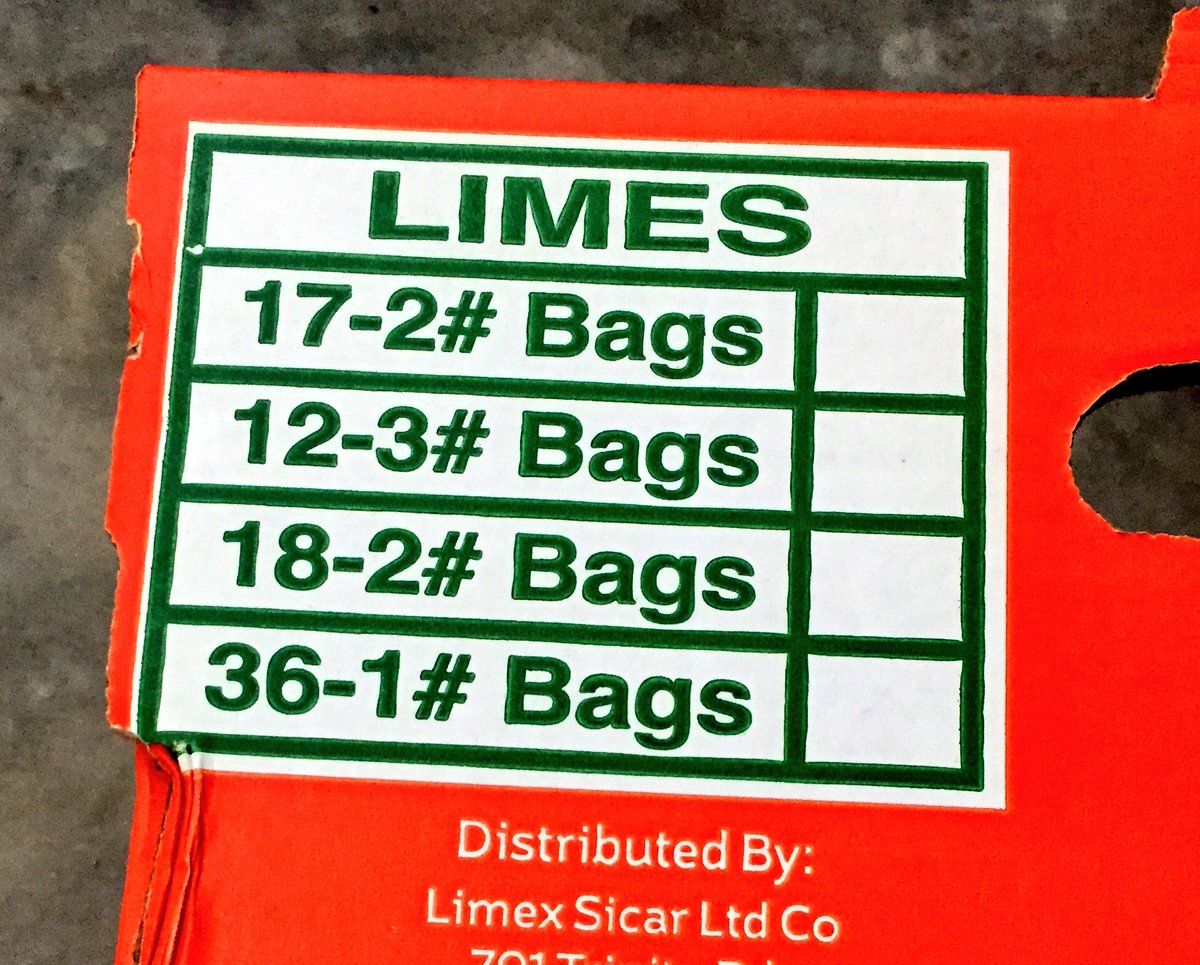 LIMES
17-2# Bags
12-3# Bags
18-2# Bags
36-1# Bags
Distributed By:
Limex Sicar Ltd Co